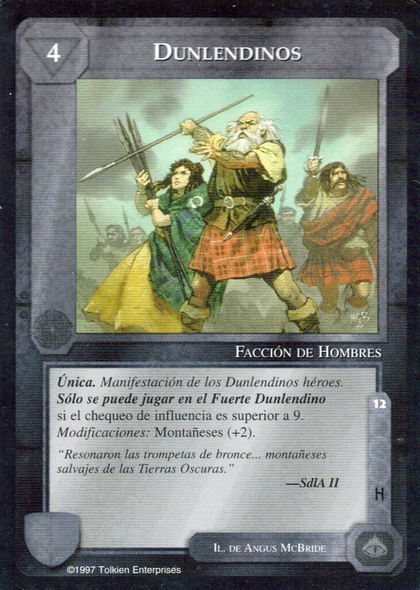 4
DUNLENDINOS
FACCIÓN DE HOMBRES
Única. Manifestación de los Dunlendinos héroes.
Sólo se puede jugar en el Fuerte Dunlendino
si el chequeo de influencia es superior a 9.
Modificaciones: Montañeses (+2).
“Resonaron las trompetas de bronce... montañeses
salvajes de las Tierras Oscuras.”
—SdlA II
12
IL. DE ANGUS MCBRIDE
©1997 Tolkien Enterprises